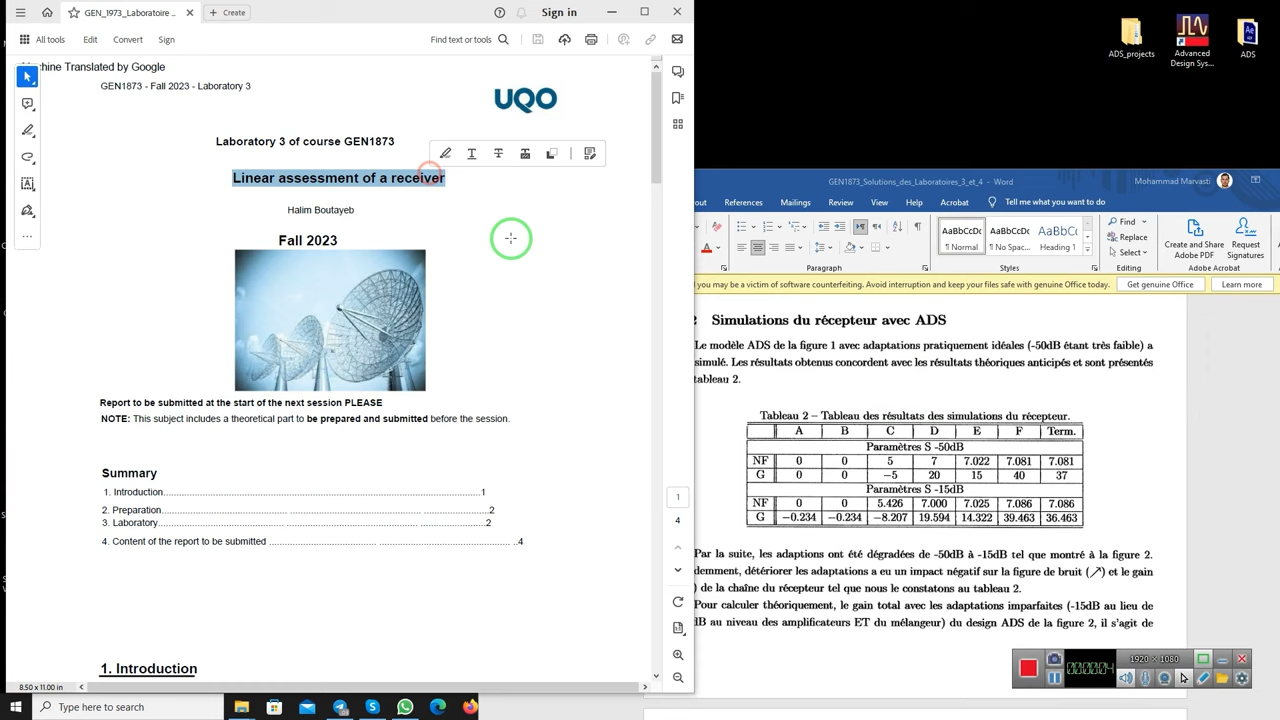 GEN_1973_Laboratoire ...
Create
Sign in
All tools
Edit
Convert
Sign
Find text or tools
chine Translated by Google
GEN1873 - Fall 2023 - Laboratory 3
UQO
Laboratory 3 of course GEN1873
Linear assessment of a receiver
Halim Boutayeb
Fall 2023
Report to be submitted at the start of the next session PLEASE
NOTE: This subject includes a theoretical part to be prepared and submitted before the session.
Summary
1. Introduction....................................................................................................1
2. Preparation........................................... .................................................... ..........................2
3. Laboratory............................................................................................. ......................2
4. Content of the report to be submitted ..................................... ........................................... ..4
1. Introduction
1
4
8.50 x 11.00 in
ADS_projects
Advanced
Design Sys...
ADS
GEN1873_Solutions_des_Laboratoires_3_et_4 - Word
Mohammad Marvasti
out
References
Mailings
Review
View
Help
Acrobat
Tell me what you want to do
AaBbCcDc
AaBbCcDc
AaBbCc
¶ Normal
¶ No Spac...
Heading 1
Find
Replace
Select
Create and Share
Adobe PDF
Request
Signatures
Paragraph
Styles
Editing
Adobe Acrobat
you may be a victim of software counterfeiting. Avoid interruption and keep your files safe with genuine Office today.
Get genuine Office
Learn more
2 Simulations du récepteur avec ADS
Le modèle ADS de la figure 1 avec adaptations pratiquement idéales (-50dB étant très faible) a
simulé. Les résultats obtenus concordent avec les résultats théoriques anticipés et sont présentés
tableau 2.
Tableau 2 – Tableau des résultats des simulations du récepteur.
A B C D E F Term.
Paramètres S -50dB
NF 0 0 5 7 7.022 7.081 7.081
G 0 0 −5 20 15 40 37
Paramètres S -15dB
NF 0 0 5.426 7.000 7.025 7.086 7.086
G −0.234 −0.234 −8.207 19.594 14.322 39.463 36.463
Par la suite, les adaptions ont été dégradées de -50dB à -15dB tel que montré à la figure 2.
demment, détériorer les adaptations a eu un impact négatif sur la figure de bruit (↗) et le gain
) de la chaîne du récepteur tel que nous le constatons au tableau 2.
Pour calculer théoriquement, le gain total avec les adaptations imparfaites (-15dB au lieu de
dB au niveau des amplificateurs ET du mélangeur) du design ADS de la figure 2, il s'agit de
1920 × 1080
Type here to search